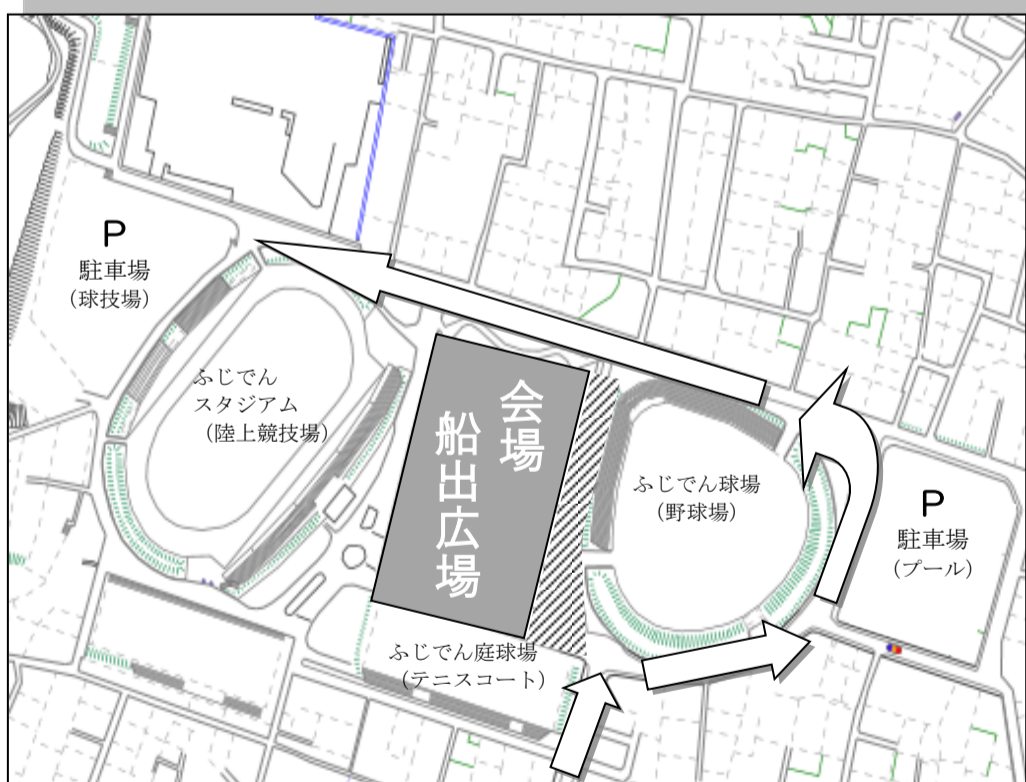 P
駐車場
（球技場）
ふじでん
スタジアム
（陸上競技場）
会場
船出広場
ふじでん球場
（野球場）
P
駐車場
（プール）
ふじでん庭球場
（テニスコート）